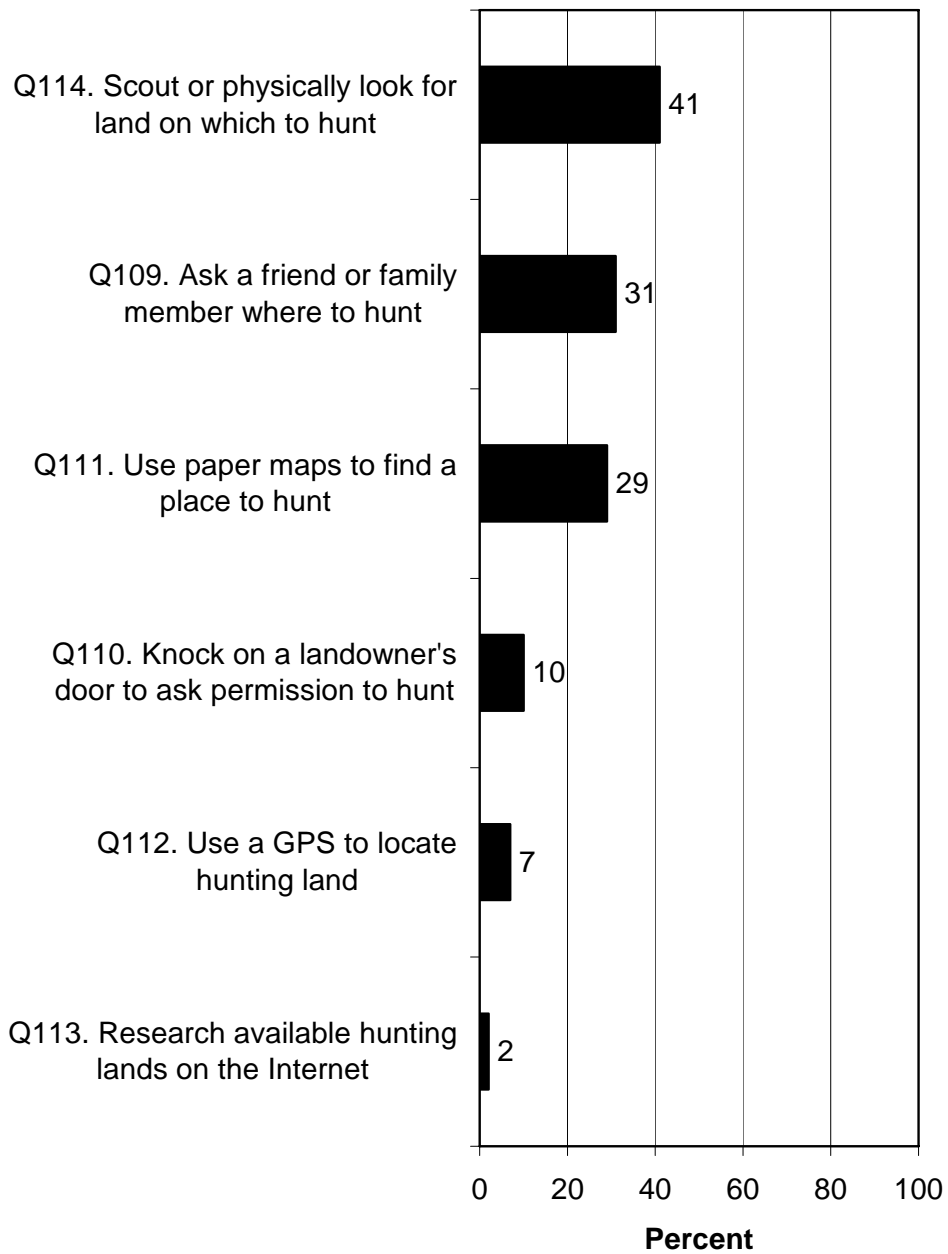 Q114. Scout or physically look for
land on which to hunt
41
Q109. Ask a friend or family
member where to hunt
31
Q111. Use paper maps to find a
place to hunt
29
Q110. Knock on a landowner's
door to ask permission to hunt
10
Q112. Use a GPS to locate
hunting land
7
Q113. Research available hunting
lands on the Internet
2
0 20 40 60 80 100
Percent